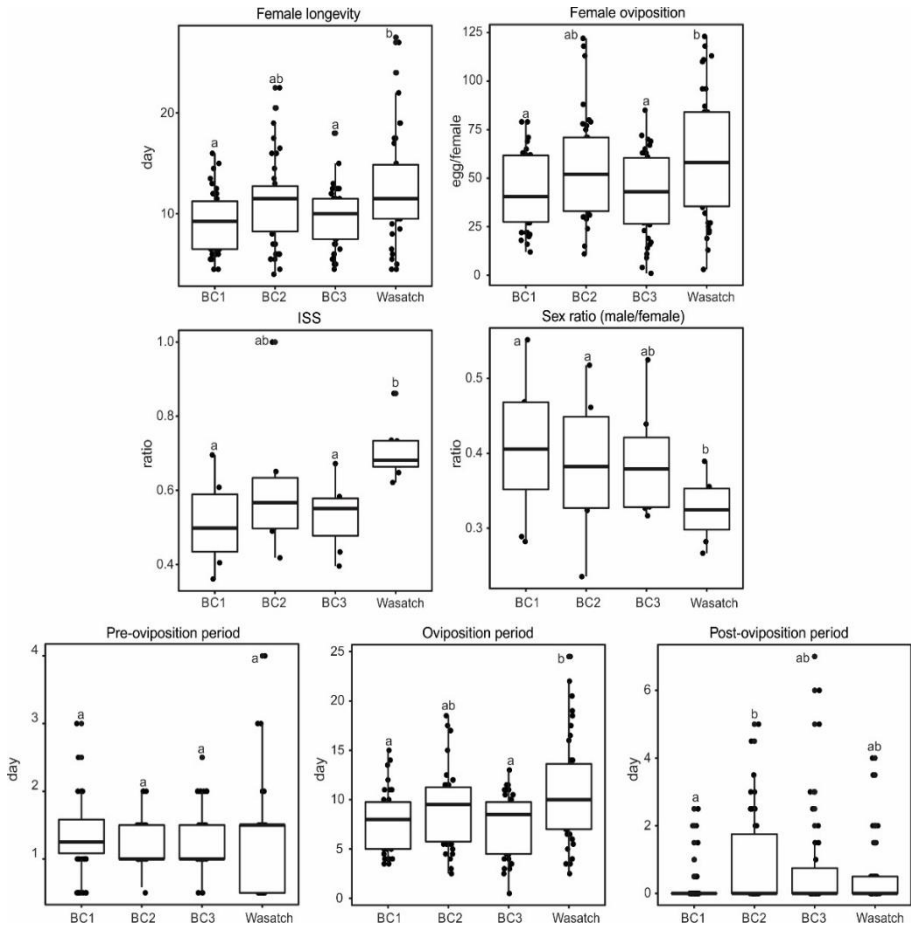 Female longevity
day
20
10
a
ab
a
b
BC1 BC2 BC3 Wasatch
Female oviposition
egg/female
125
100
75
50
25
0
a
ab
a
b
BC1 BC2 BC3 Wasatch
ISS
ratio
1.0
0.8
0.6
0.4
a
ab
a
b
BC1 BC2 BC3 Wasatch
Sex ratio (male/female)
ratio
0.5
0.4
0.3
a
a
ab
b
BC1 BC2 BC3 Wasatch
Pre-oviposition period
day
4
3
2
1
a
a
a
a
BC1 BC2 BC3 Wasatch
Oviposition period
day
25
20
15
10
5
0
a
ab
a
b
BC1 BC2 BC3 Wasatch
Post-oviposition period
day
6
4
2
0
a
b
ab
ab
BC1 BC2 BC3 Wasatch